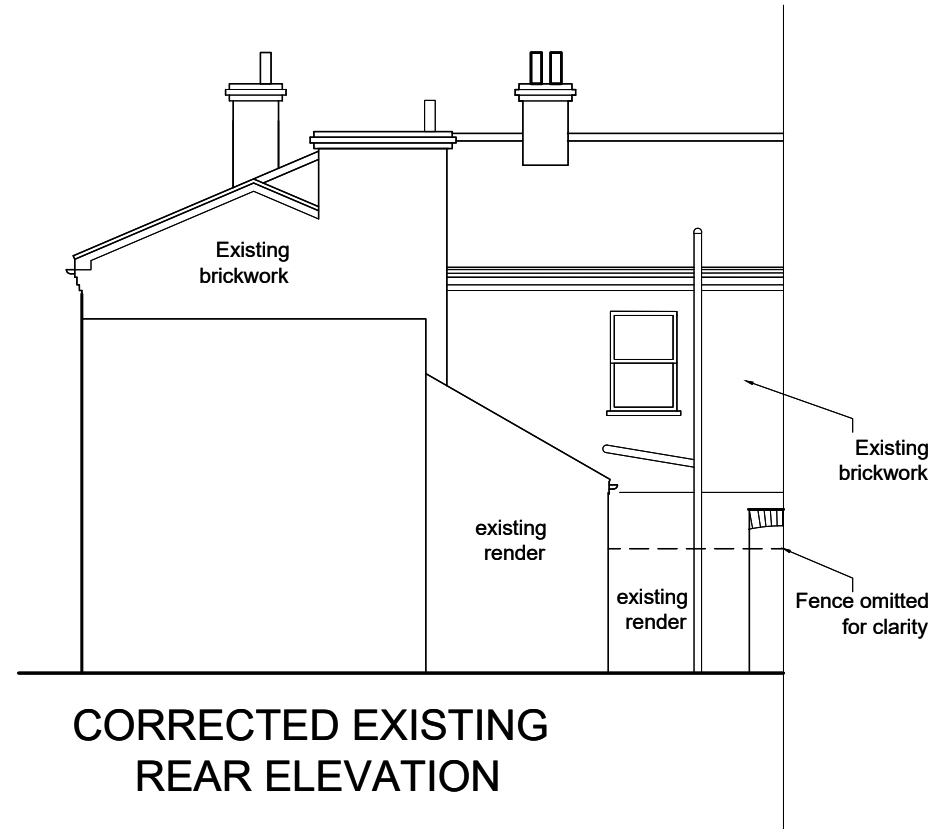 Existing
brickwork
Existing
brickwork
existing
render
existing
render
Fence omitted
for clarity
CORRECTED EXISTING
REAR ELEVATION